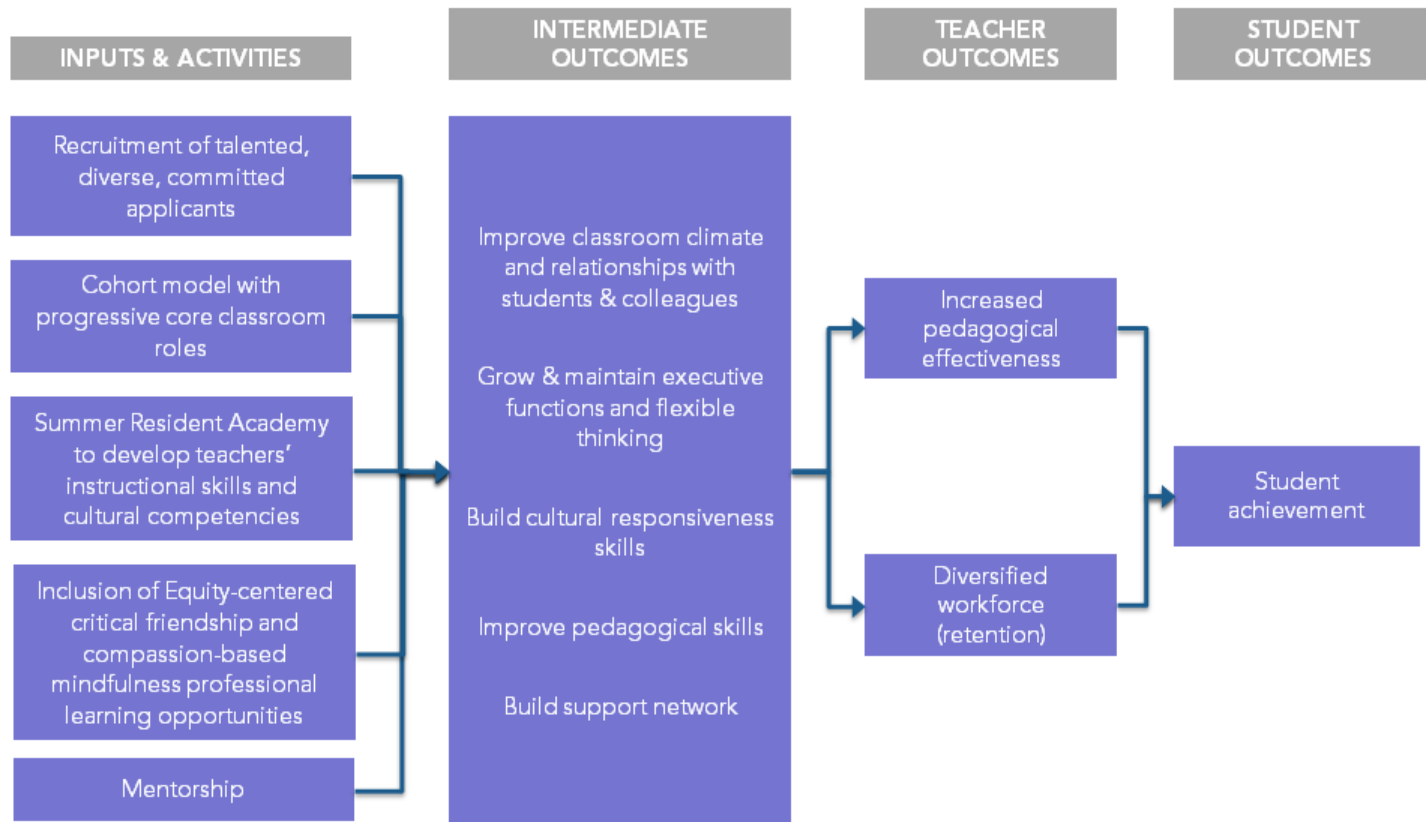 INPUTS & ACTIVITIES
INTERMEDIATE
OUTCOMES
TEACHER
OUTCOMES
STUDENT
OUTCOMES
Recruitment of talented,
diverse, committed
applicants
Cohort model with
progressive core classroom
roles
Summer Resident Academy
to develop teachers’
instructional skills and
cultural competencies
Inclusion of Equity-centered
critical friendship and
compassion-based
mindfulness professional
learning opportunities
Mentorship
Improve classroom climate
and relationships with
students & colleagues
Grow & maintain executive
functions and flexible
thinking
Build cultural responsiveness
skills
Improve pedagogical skills
Build support network
Increased
pedagogical
effectiveness
Diversified
workforce
(retention)
Student
achievement